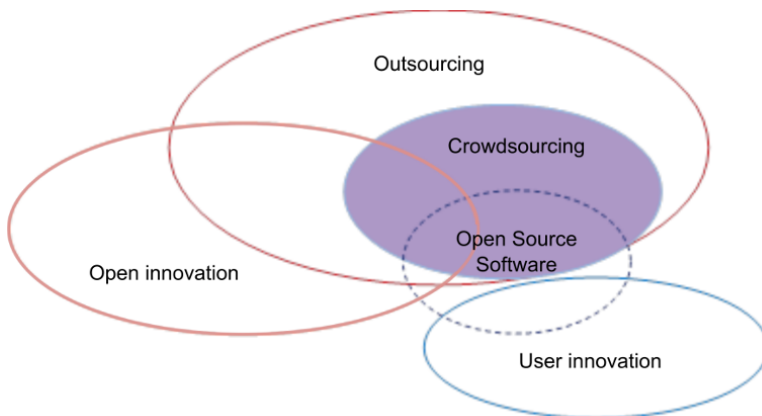 Outsourcing
Crowdsourcing
Open Source
Software
Open innovation
User innovation